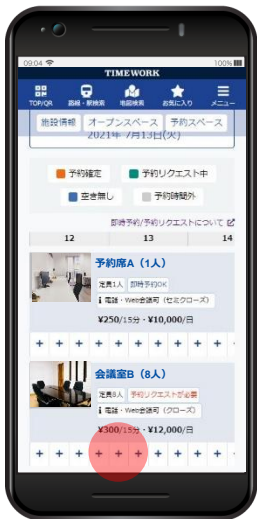 09:04 100%
TIMEWORK
TOP/QR 路線・駅検索 地図検索 お気に入り メニュー
施設情報 オープンスペース 予約スペース
2021年 7月13日(火)
予約確定 予約リクエスト中
空き無し 予約時間外
即時予約/予約リクエストについて
12 13 14
予約席A（1人）
定員1人 即時予約OK
電話・Web会議可（セミクローズ）
¥250/15分・¥10,000/日
+ + + + + + + + + +
会議室B（8人）
定員8人 予約リクエストが必要
電話・Web会議可（クローズ）
¥300/15分・¥12,000/日
+ + + + + + + + + +